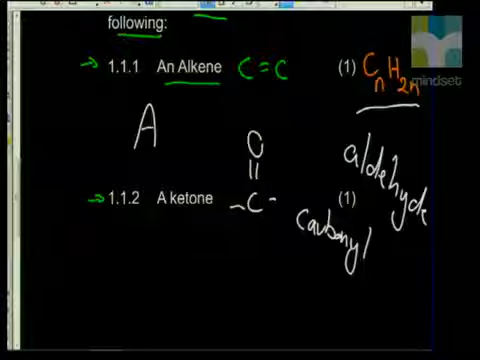 following:
1.1.1 An Alkene C=C (1) CnH2n
mindset
A
aldehyde
O
||
1.1.2 A ketone -C- (1)
carbonyl